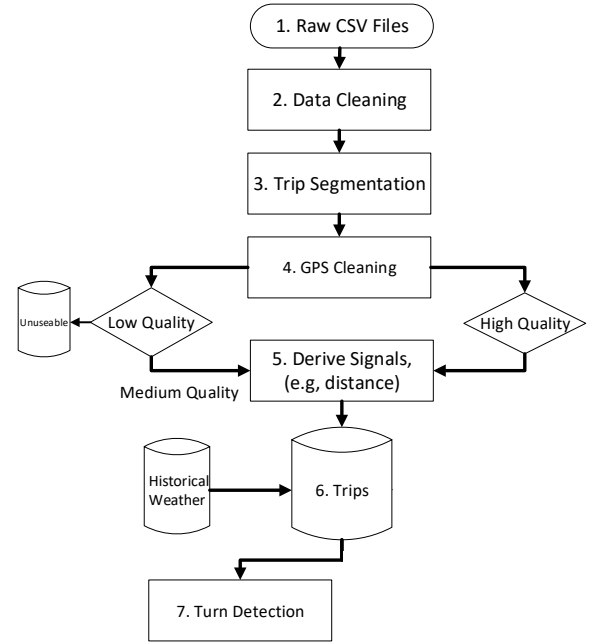 1. Raw CSV Files
2. Data Cleaning
3. Trip Segmentation
4. GPS Cleaning
Unuseable
Low Quality
High Quality
5. Derive Signals,
(e.g, distance)
Medium Quality
Historical
Weather
6. Trips
7. Turn Detection